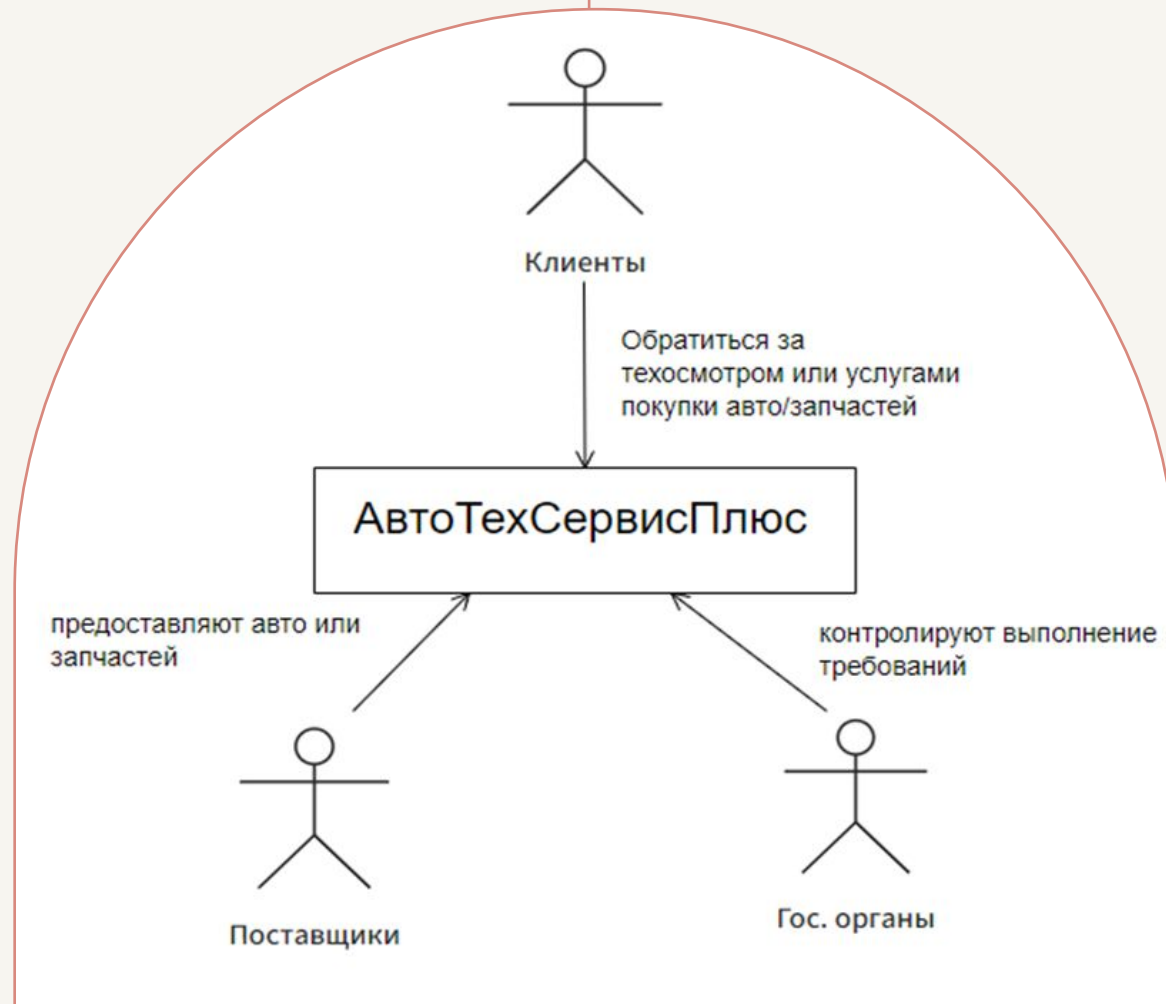 Клиенты
Обратиться за
техосмотром или услугами
покупки авто/запчастей
АвтоТехСервисПлюс
предоставляют авто или
запчастей
контролируют выполнение
требований
Поставщики
Гос. органы